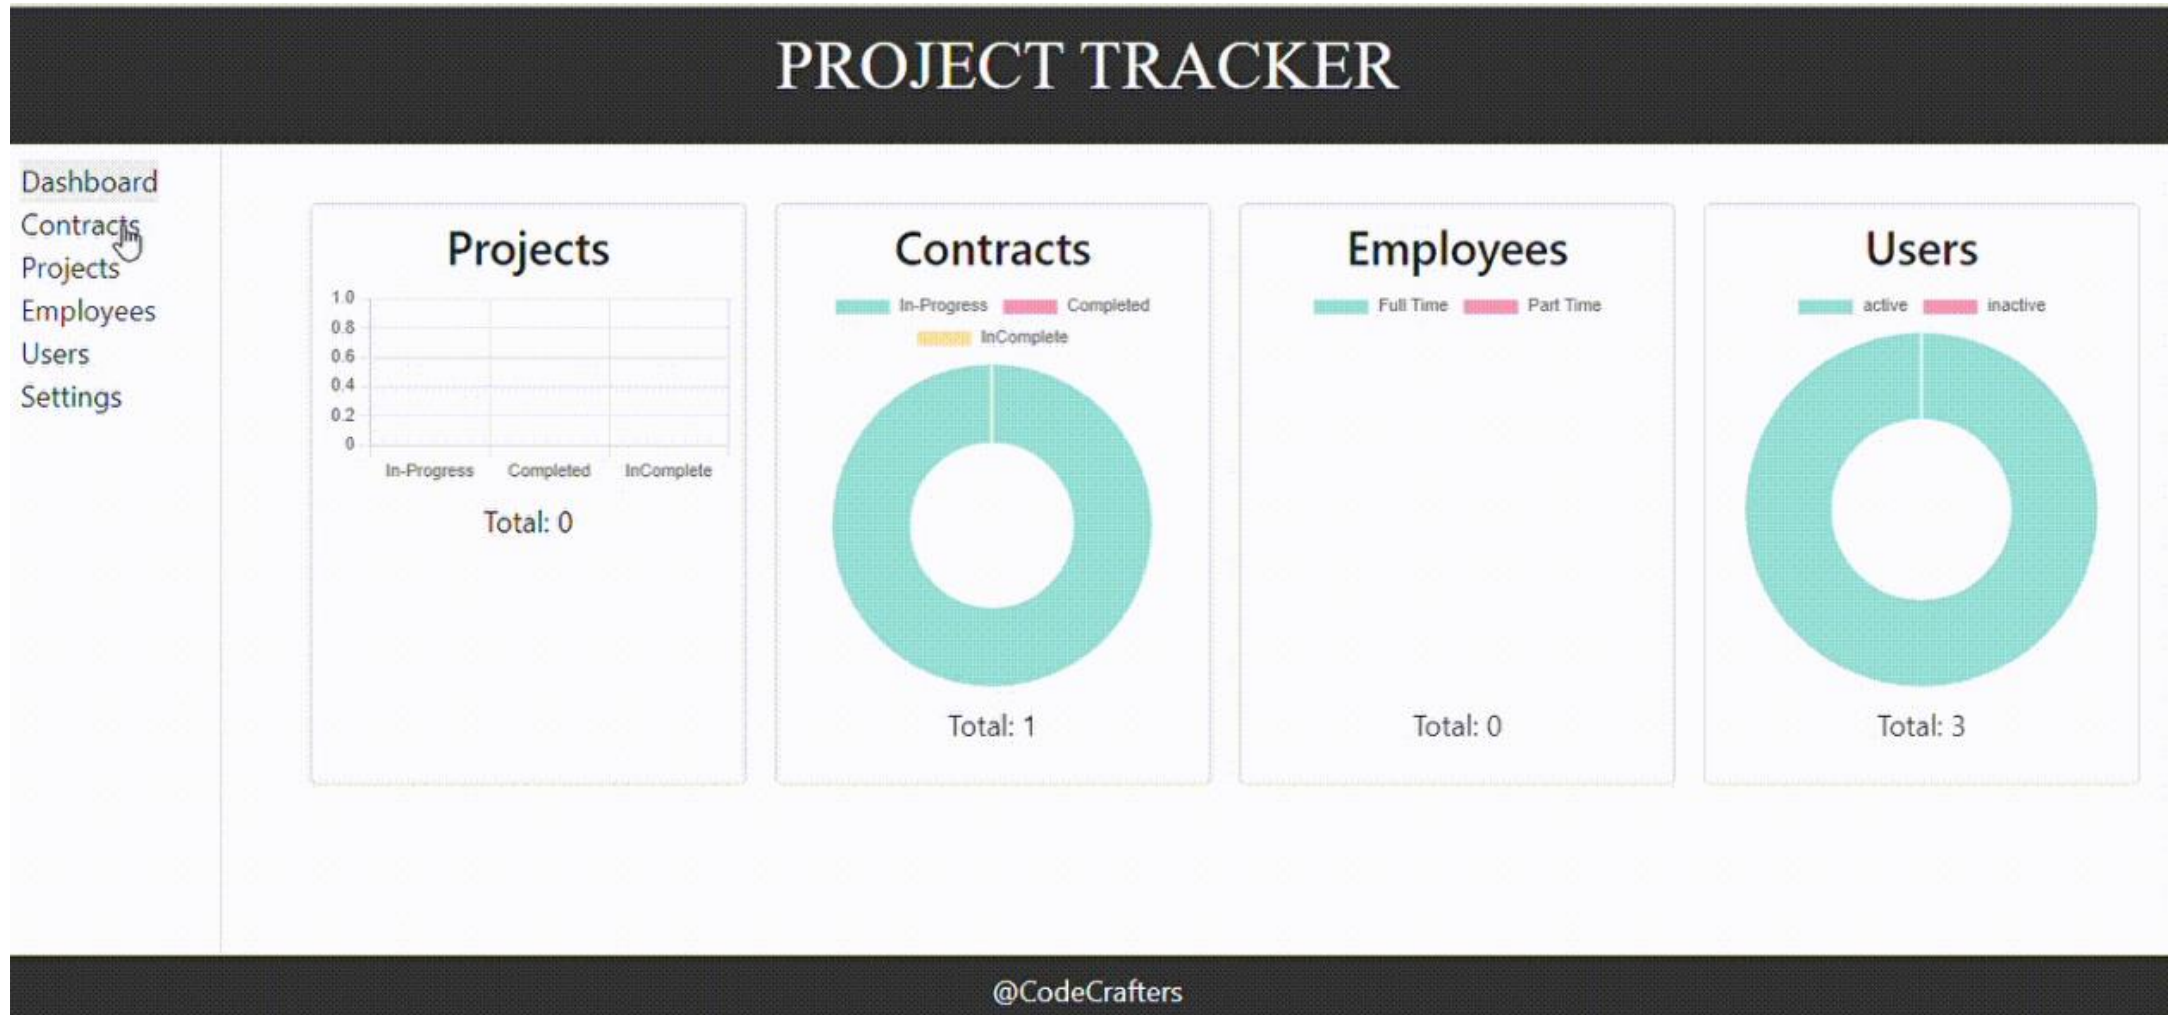 PROJECT TRACKER
Dashboard
Contracts
Projects
Employees
Users
Settings
Projects
1.0
0.8
0.6
0.4
0.2
0
In-Progress Completed InComplete
Total: 0
Contracts
In-Progress Completed
InComplete
Total: 1
Employees
Full Time Part Time
Total: 0
Users
active inactive
Total: 3
@CodeCrafters